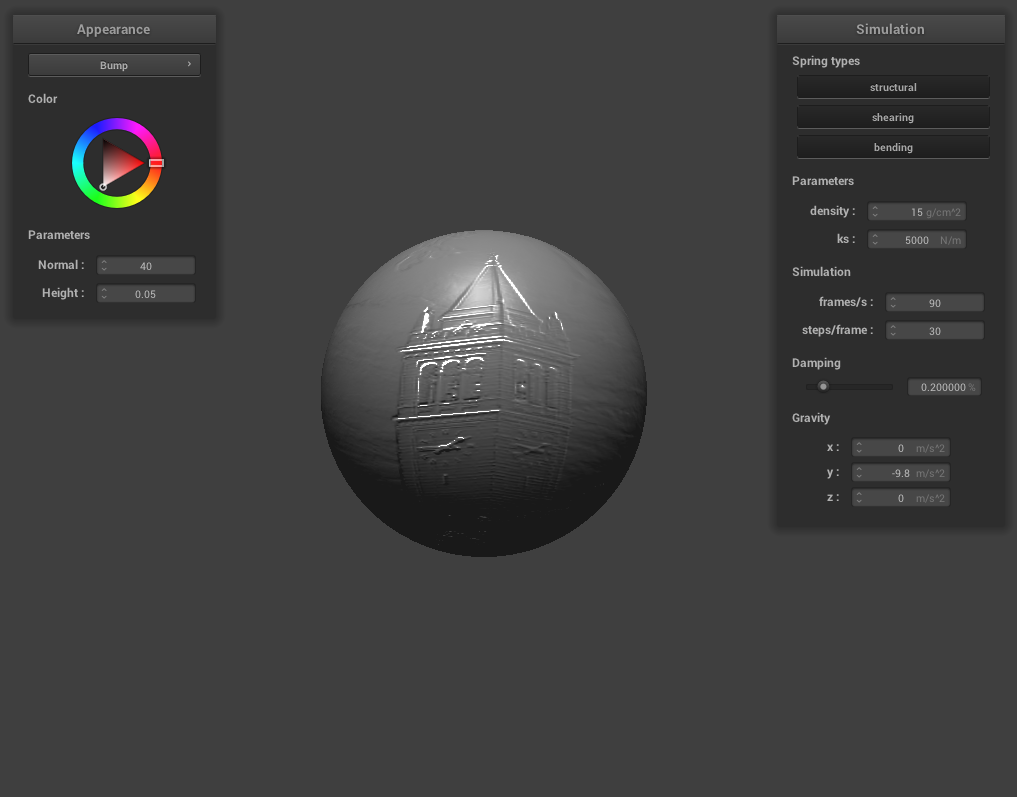 Appearance
Bump
Color
Parameters
Normal : 40
Height : 0.05
Simulation
Spring types
structural
shearing
bending
Parameters
density : 15 g/cm^2
ks : 5000 N/m
Simulation
frames/s : 90
steps/frame : 30
Damping
0.200000 %
Gravity
x : 0 m/s^2
y : -9.8 m/s^2
z : 0 m/s^2